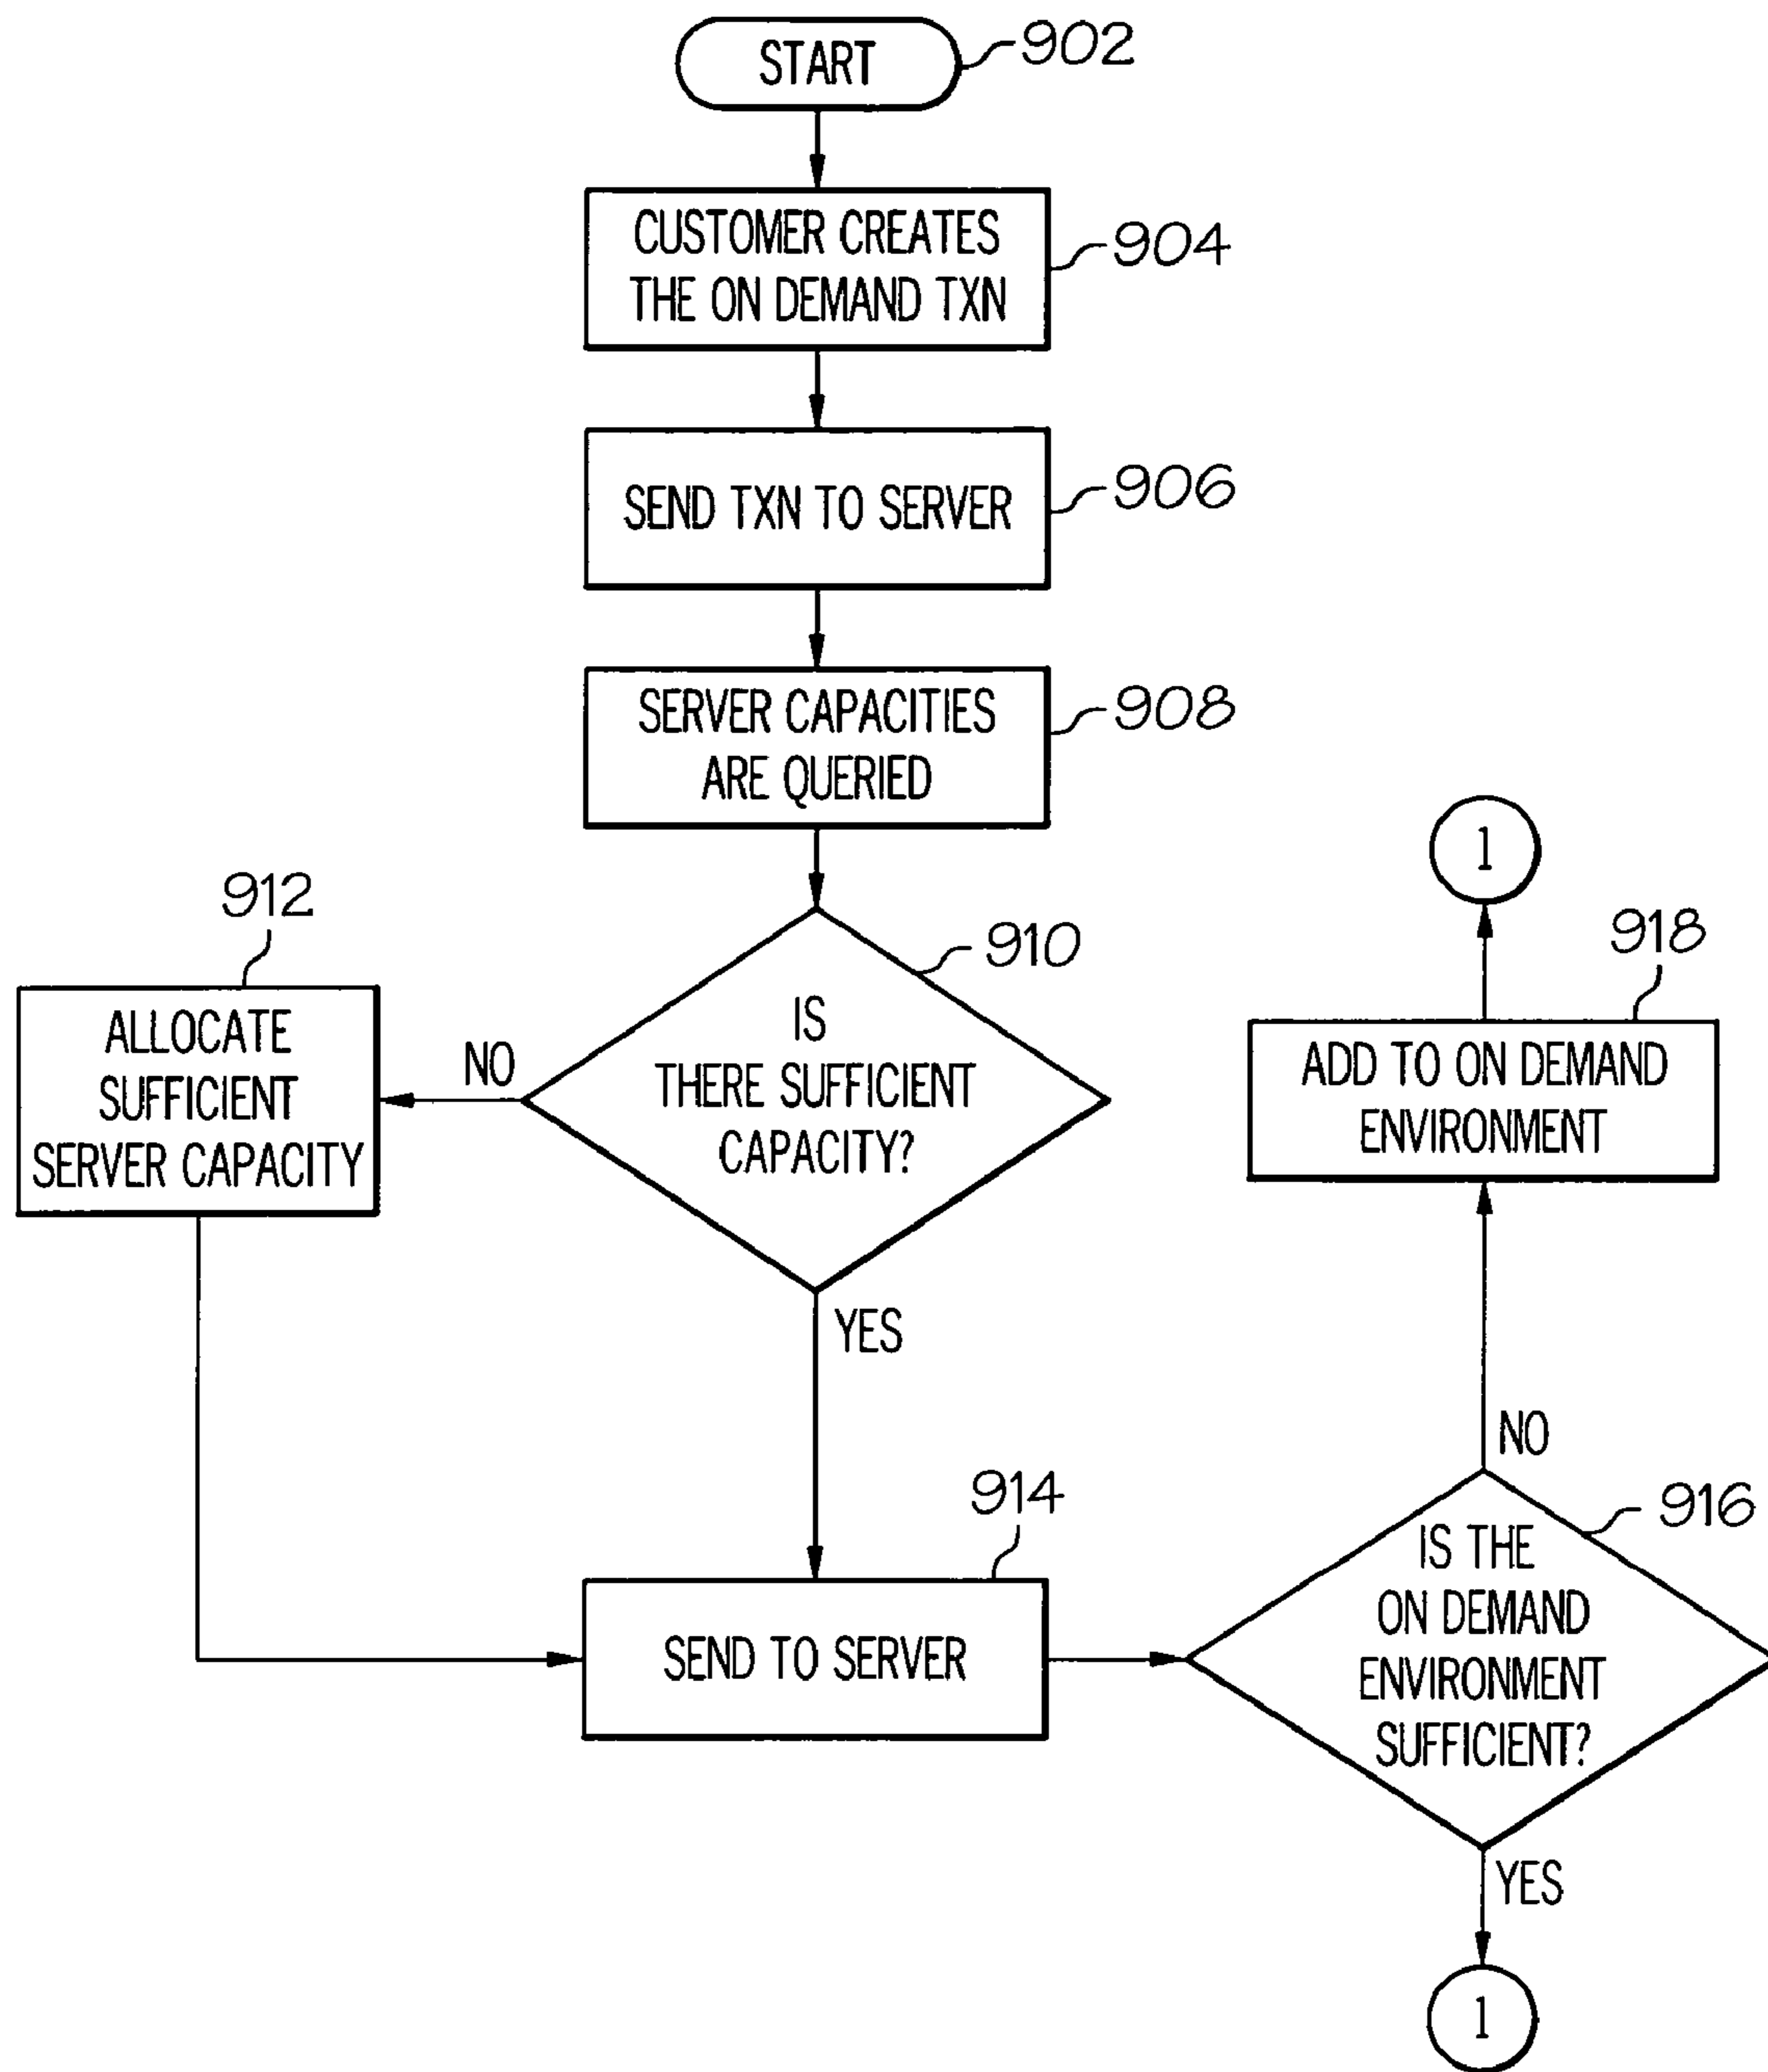 START
902
CUSTOMER CREATES
THE ON DEMAND TXN
904
SEND TXN TO SERVER
906
SERVER CAPACITIES
ARE QUERIED
908
IS
THERE SUFFICIENT
CAPACITY?
910
NO
912
ALLOCATE
SUFFICIENT
SERVER CAPACITY
YES
914
SEND TO SERVER
916
IS THE
ON DEMAND
ENVIRONMENT
SUFFICIENT?
NO
918
ADD TO ON DEMAND
ENVIRONMENT
1
YES
1